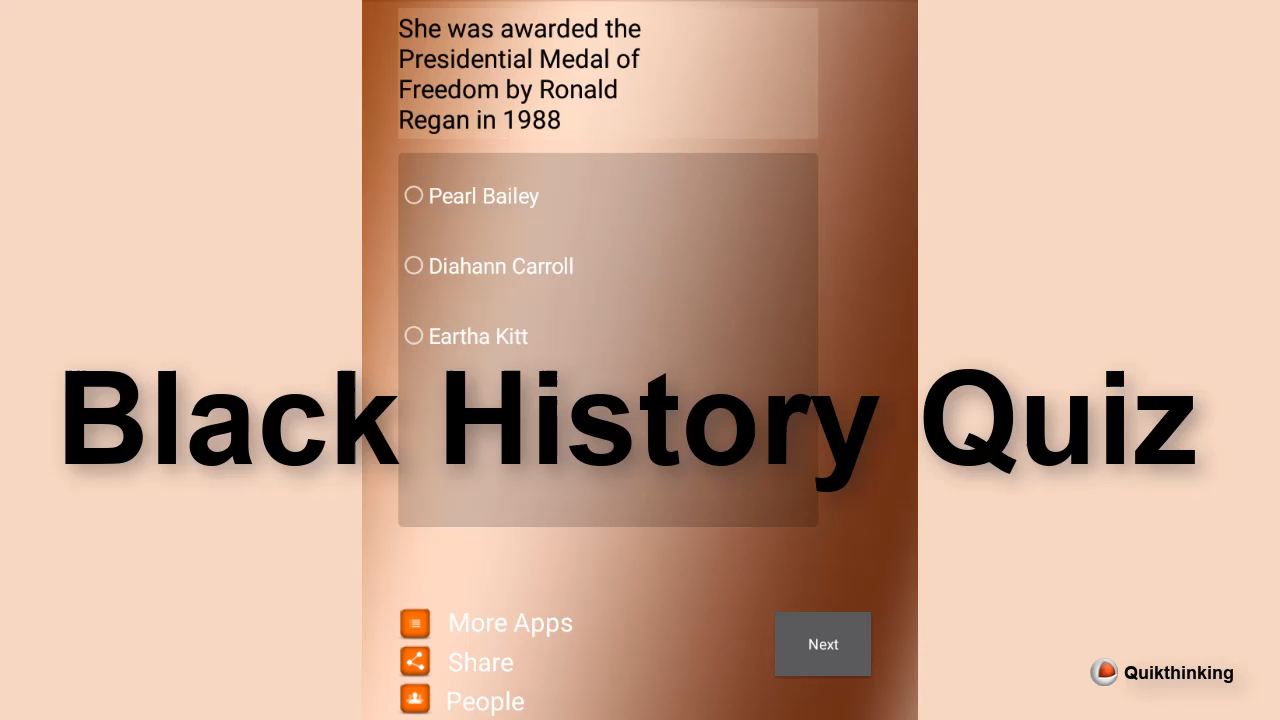 She was awarded the
Presidential Medal of
Freedom by Ronald
Regan in 1988
Pearl Bailey
Diahann Carroll
Eartha Kitt
Black History Quiz
More Apps
Share
People
Next
Quikthinking